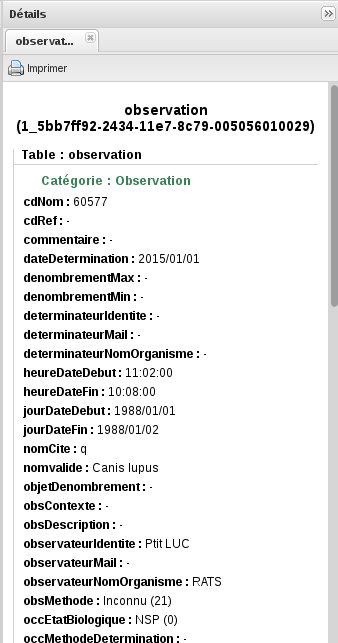 Détails
observat...
Imprimer
observation
(1_5bb7ff92-2434-11e7-8c79-005056010029)
Table : observation
Catégorie : Observation
cdNom : 60577
cdRef : -
commentaire : -
dateDetermination : 2015/01/01
denombrementMax : -
denombrementMin : -
determinateurIdentite : -
determinateurMail : -
determinateurNomOrganisme : -
heureDateDebut : 11:02:00
heureDateFin : 10:08:00
jourDateDebut : 1988/01/01
jourDateFin : 1988/01/02
nomCite : q
nomvalide : Canis lupus
objetDenombrement : -
obsContexte : -
obsDescription : -
observateurIdentite : Ptit LUC
observateurMail : -
observateurNomOrganisme : RATS
obsMethode : Inconnu (21)
occEtatBiologique : NSP (0)
occMethodeDetermination : -